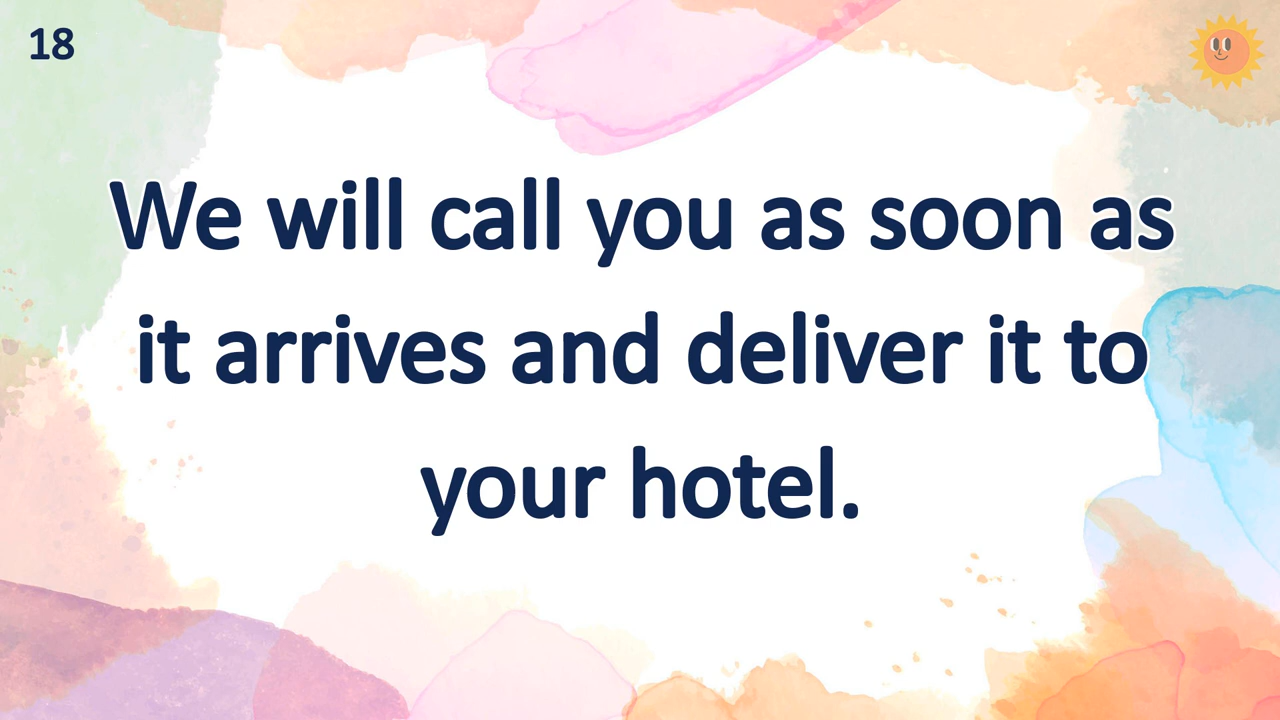 18
We will call you as soon as
it arrives and deliver it to
your hotel.